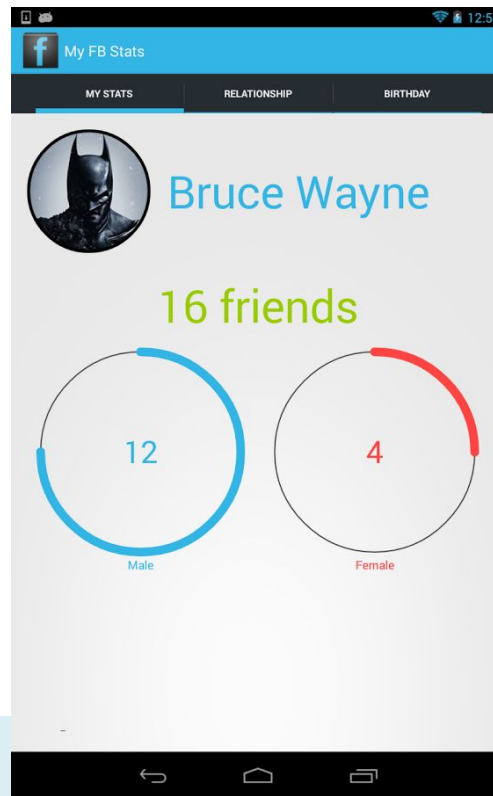 12:5
My FB Stats
MY STATS
RELATIONSHIP
BIRTHDAY
Bruce Wayne
16 friends
12
4
Male
Female